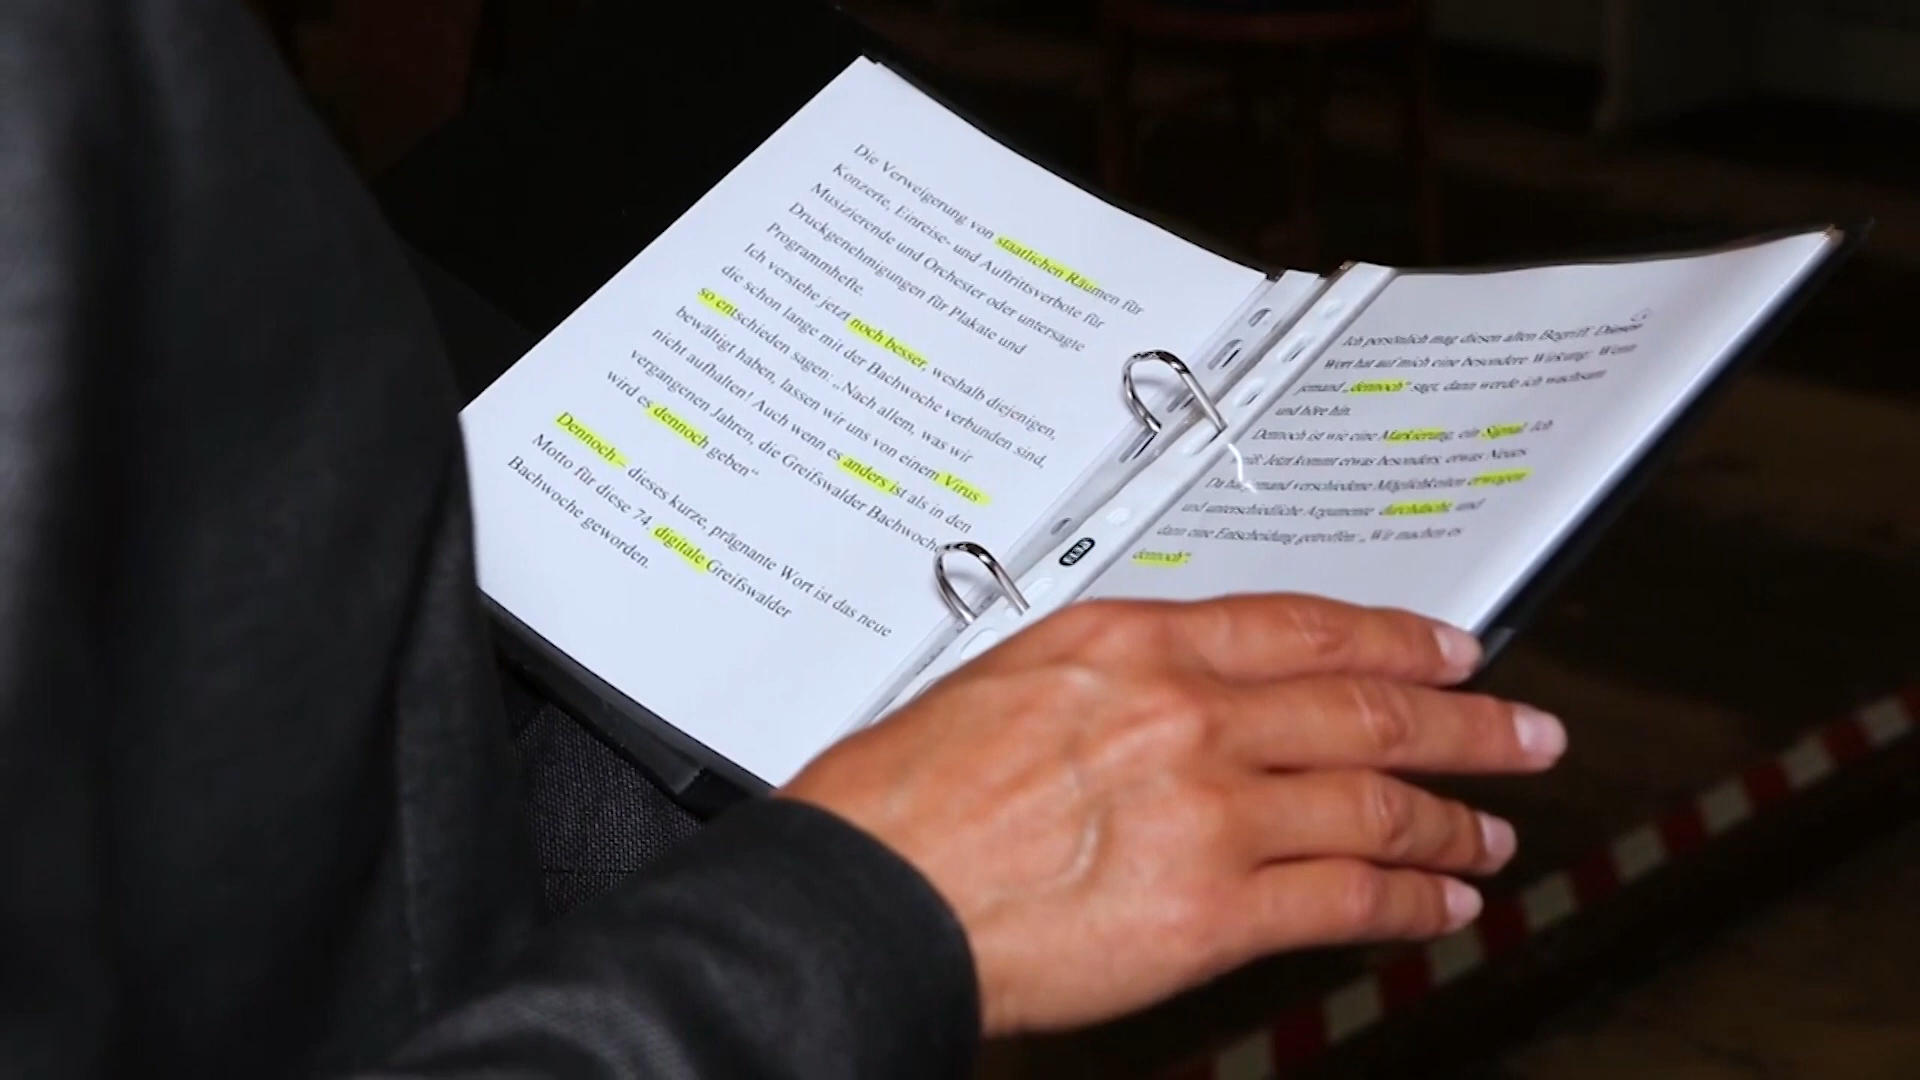 Die Verweigerung von staatlichen Räumen für
Konzerte, Einreise- und Auftrittsverbote für
Musizierende und Orchester oder untersagte
Druckgenehmigungen für Plakate und
Programmhefte.
Ich verstehe jetzt noch besser, weshalb diejenigen,
die schon lange mit der Bachwoche verbunden sind,
so entschieden sagen: „Nach allem, was wir
bewältigt haben, lassen wir uns von einem Virus
nicht aufhalten! Auch wenn es anders ist als in den
vergangenen Jahren, die Greifswalder Bachwoche
wird es dennoch geben“
Dennoch – dieses kurze, prägnante Wort ist das neue
Motto für diese 74. digitale Greifswalder
Bachwoche geworden.
Ich persönlich mag diesen alten Begriff. Dieses
Wort hat auf mich eine besondere Wirkung: Wenn
jemand „dennoch“ sagt, dann werde ich wachsam
und höre hin.
Dennoch ist wie eine Markierung, ein Signal. Ich
Jetzt kommt etwas besonders, etwas Neues.
Da hat jemand verschiedene Möglichkeiten erwogen
und unterschiedliche Argumente durchdacht, und
dann eine Entscheidung getroffen: „Wir machen es
dennoch“.